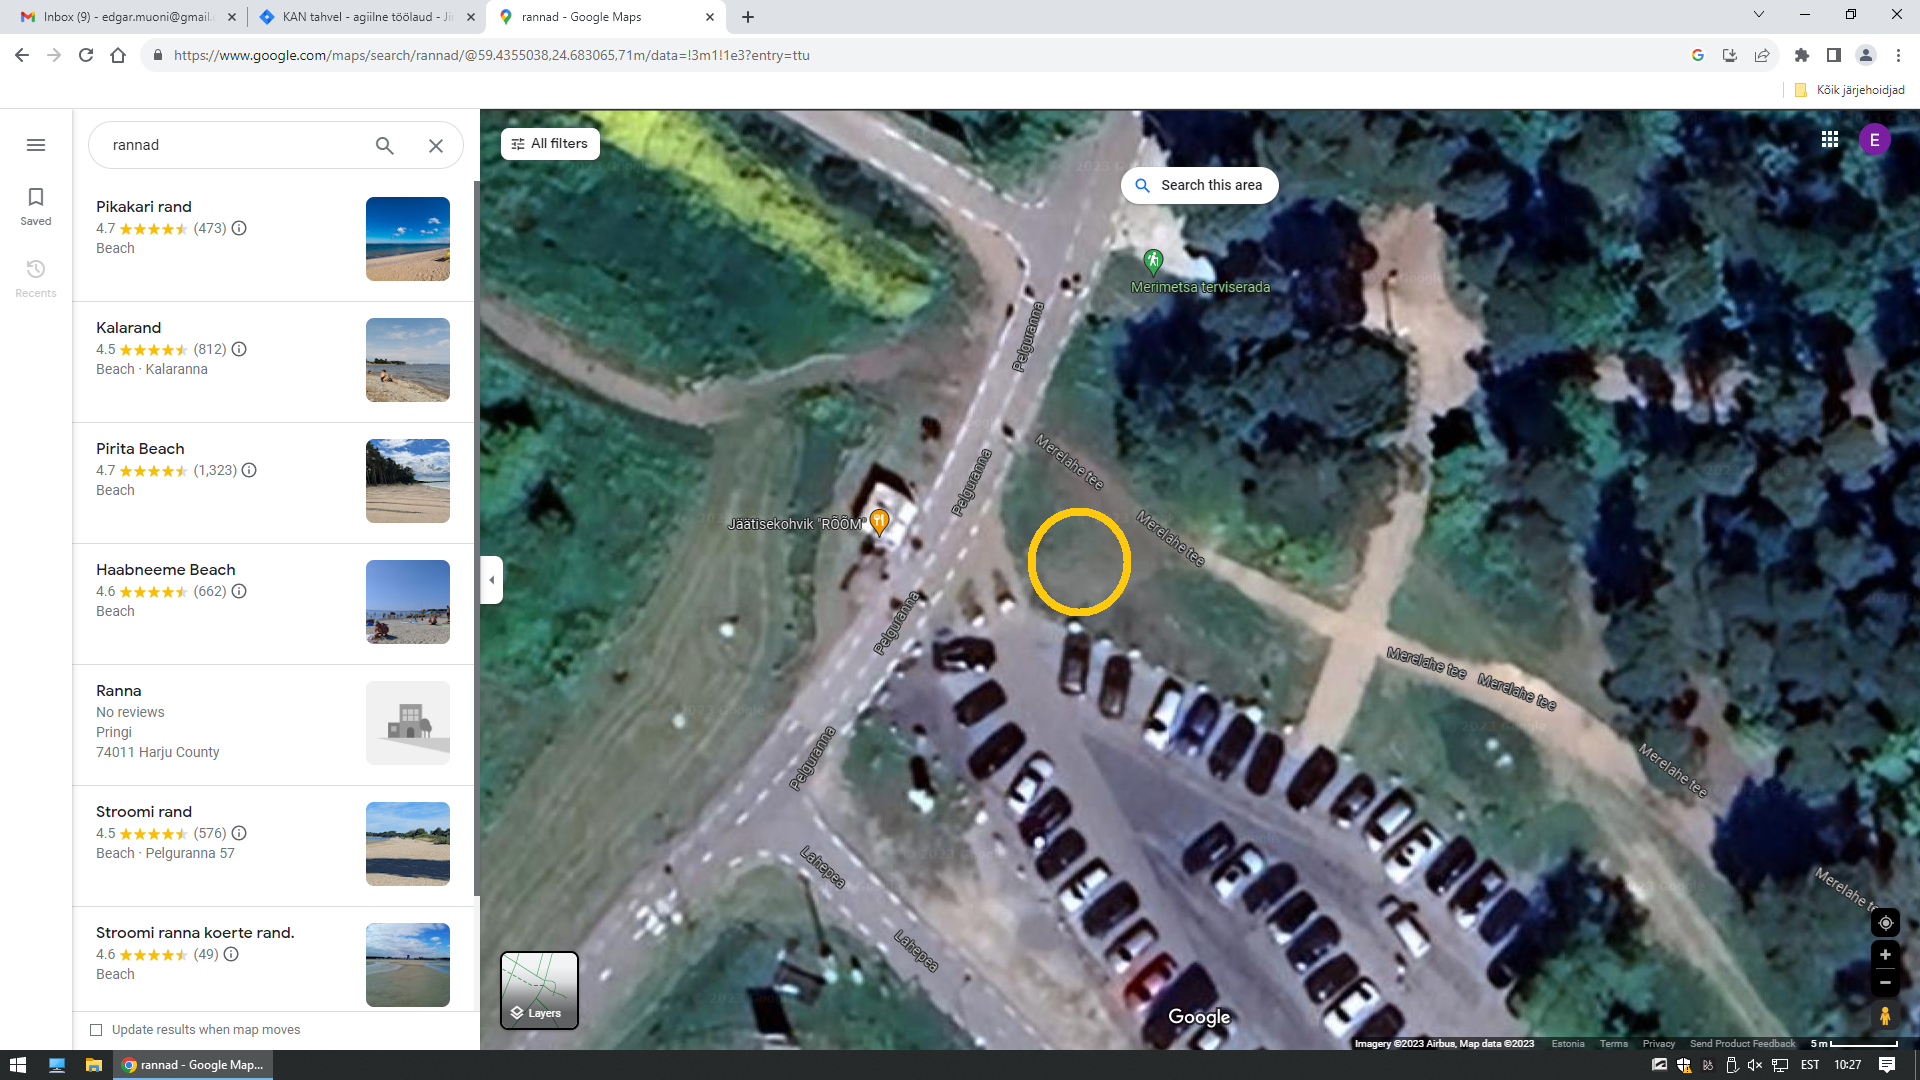 Inbox (9) - edgar.muoni@gmail.
KAN tahvel - agiilne töölaud - Jir
rannad - Google Maps
https://www.google.com/maps/search/rannad/@59.4355038,24.683065,71m/data=!3m1!1e3?entry=ttu
Kõik järjehoidjad
rannad
Saved
Recents
Pikakari rand
4.7 (473)
Beach
Kalarand
4.5 (812)
Beach · Kalaranna
Pirita Beach
4.7 (1,323)
Beach
Haabneeme Beach
4.6 (662)
Beach
Ranna
No reviews
Pringi
74011 Harju County
Stroomi rand
4.5 (576)
Beach · Pelguranna 57
Stroomi ranna koerte rand.
4.6 (49)
Beach
Update results when map moves
All filters
Search this area
E
Merimetsa terviserada
Pelguranna
Merelahe tee
Pelguranna
Jäätisekohvik "RÕÕM"
Merelahe tee
Pelguranna
Merelahe tee
Merelahe tee
Pelguranna
Merelahe tee
Lahepea
Merelahe te
Lahepea
Layers
Google
Imagery ©2023 Airbus, Map data ©2023
Estonia
Terms
Privacy
Send Product Feedback
5 m
rannad - Google Map...
EST
10:27